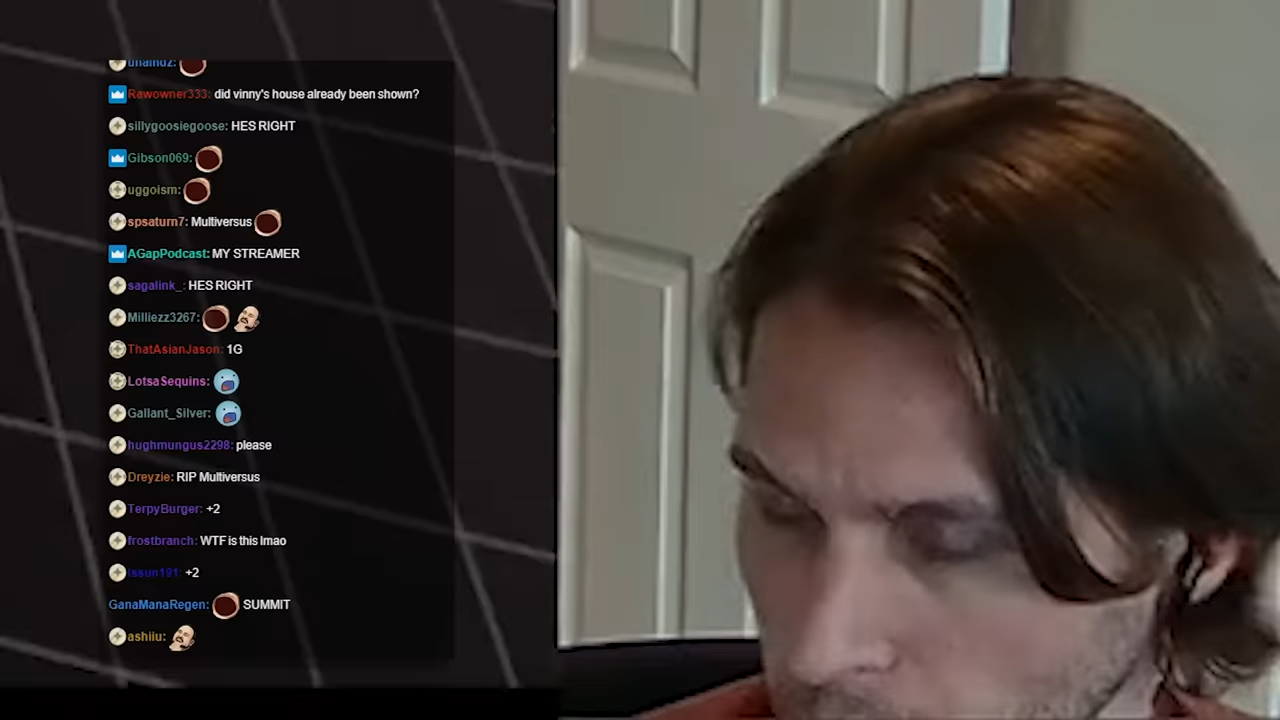 unaindz:
Rawowner333: did vinny's house already been shown?
sillygoosiegoose: HES RIGHT
Gibson069:
uggoism:
spsaturn7: Multiversus
AGapPodcast: MY STREAMER
sagalink_: HES RIGHT
Milliezz3267:
ThatAsianJason: 1G
LotsaSequins:
Gallant_Silver:
hughmungus2298: please
Dreyzie: RIP Multiversus
TerpyBurger: +2
frostbranch: WTF is this lmao
issun191: +2
GanaManaRegen: SUMMIT
ashiiu: